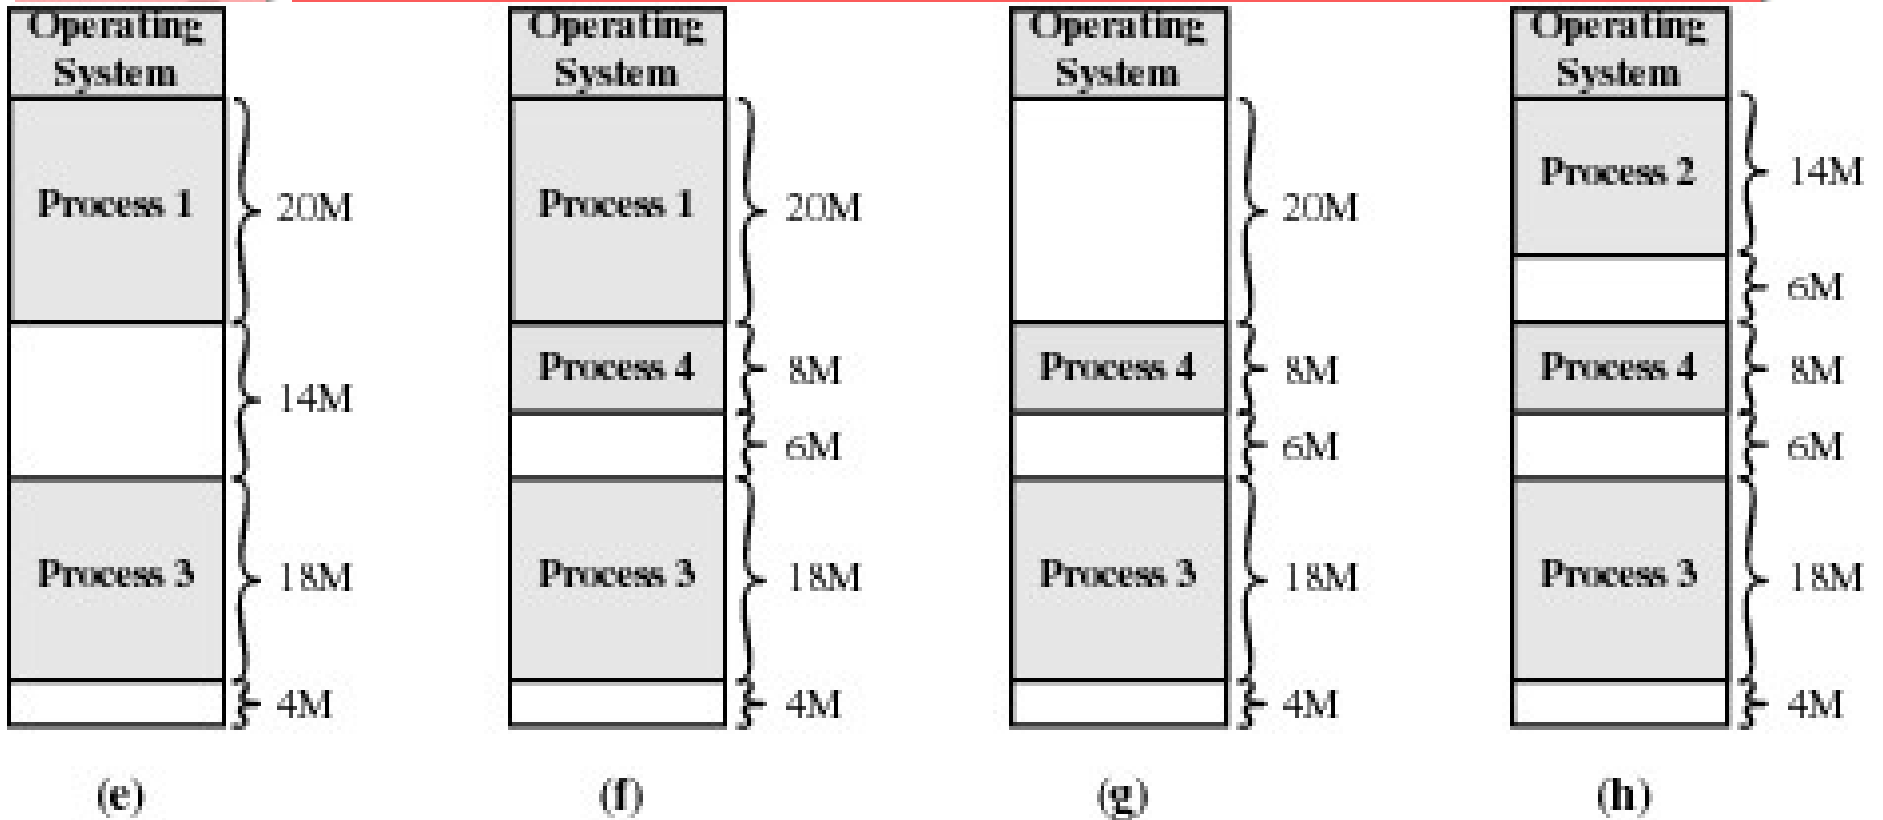 Operating
System
Process 1
20M
14M
Process 3
18M
4M
(e)
Operating
System
Process 1
20M
Process 4
8M
6M
Process 3
18M
4M
(f)
Operating
System
20M
Process 4
8M
6M
Process 3
18M
4M
(g)
Operating
System
Process 2
14M
6M
Process 4
8M
6M
Process 3
18M
4M
(h)